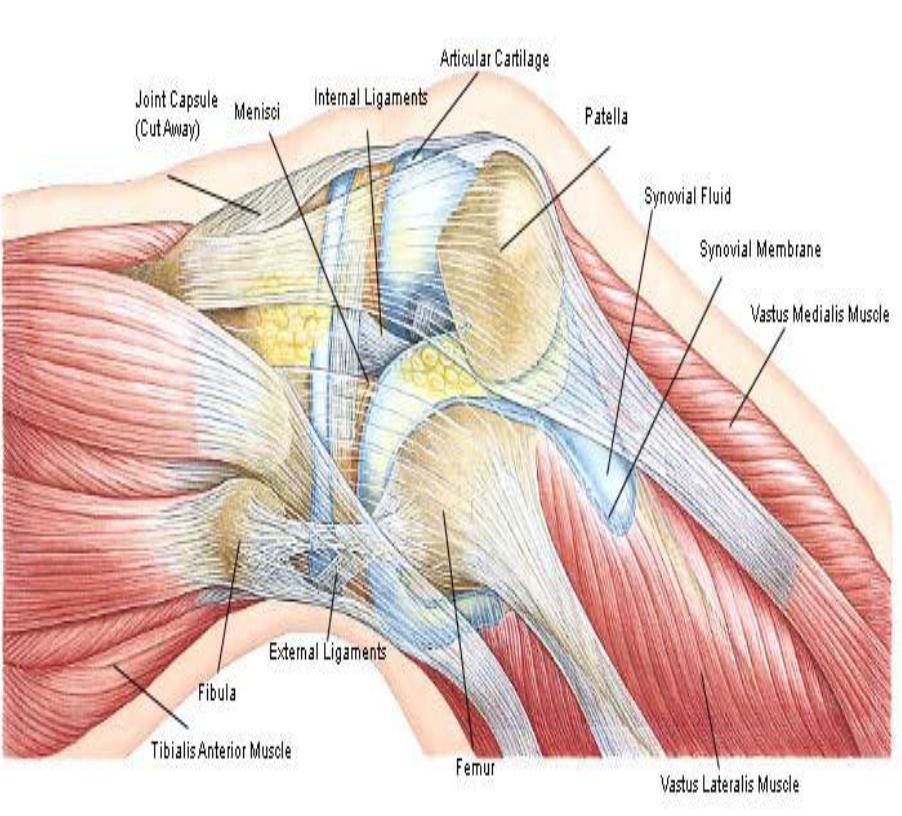 Articular Cartilage
Joint Capsule
(Cut Away)
Menisci
Internal Ligaments
Patella
Synovial Fluid
Synovial Membrane
Vastus Medialis Muscle
External Ligaments
Fibula
Tibialis Anterior Muscle
Femur
Vastus Lateralis Muscle